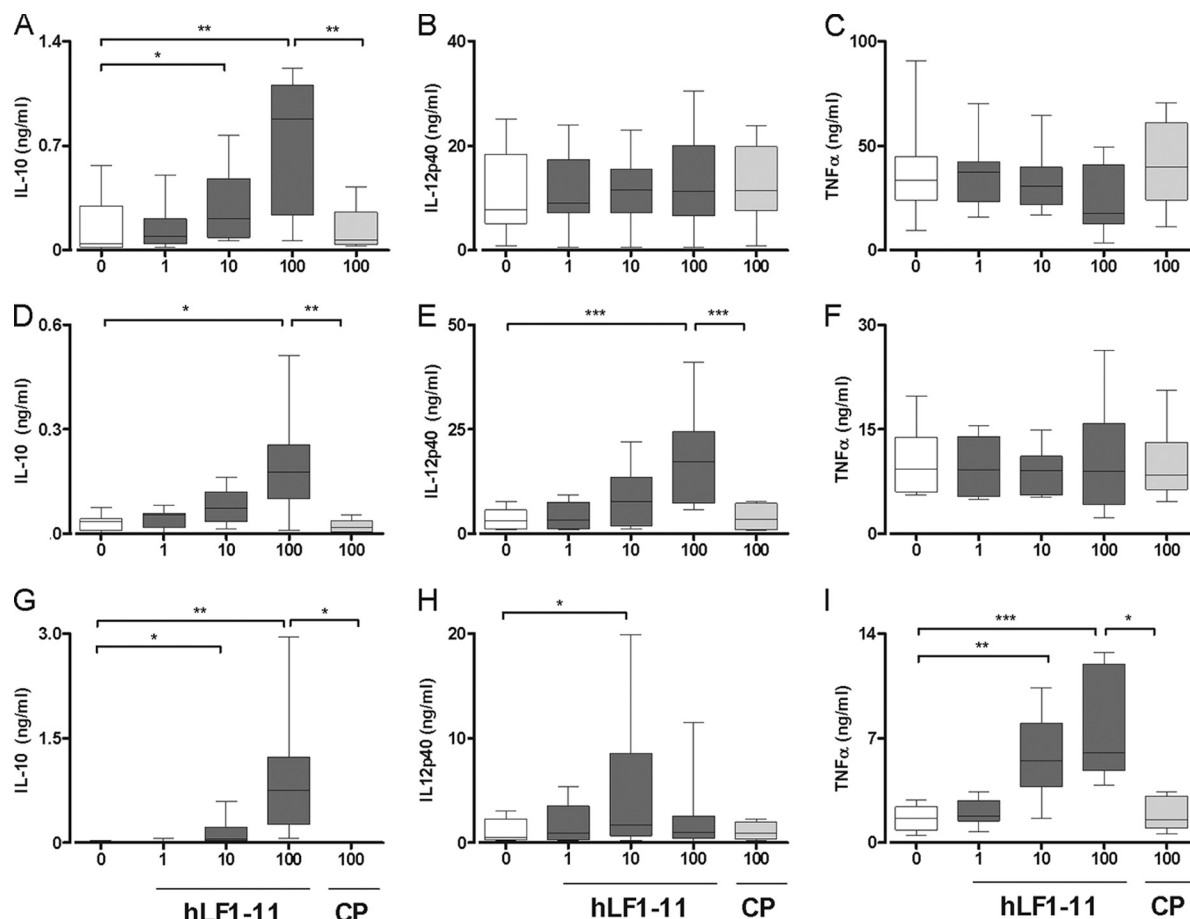 A
IL-10 (ng/ml)
1.4
0.7
0
*
**
**
0 1 10 100 100
B
IL-12p40 (ng/ml)
40
20
0
0 1 10 100 100
C
TNFα (ng/ml)
100
50
0
0 1 10 100 100
D
IL-10 (ng/ml)
0.6
0.3
.0
*
**
0 1 10 100 100
E
IL-12p40 (ng/ml)
50
25
0
***
***
0 1 10 100 100
F
TNFα (ng/ml)
30
15
0
0 1 10 100 100
G
IL-10 (ng/ml)
3.0
1.5
0
**
*
*
0 1 10 100 100
H
IL12p40 (ng/ml)
20
10
0
*
0 1 10 100 100
I
TNFα (ng/ml)
14
7
0
***
**
*
0 1 10 100 100
hLF1-11 CP
hLF1-11 CP
hLF1-11 CP